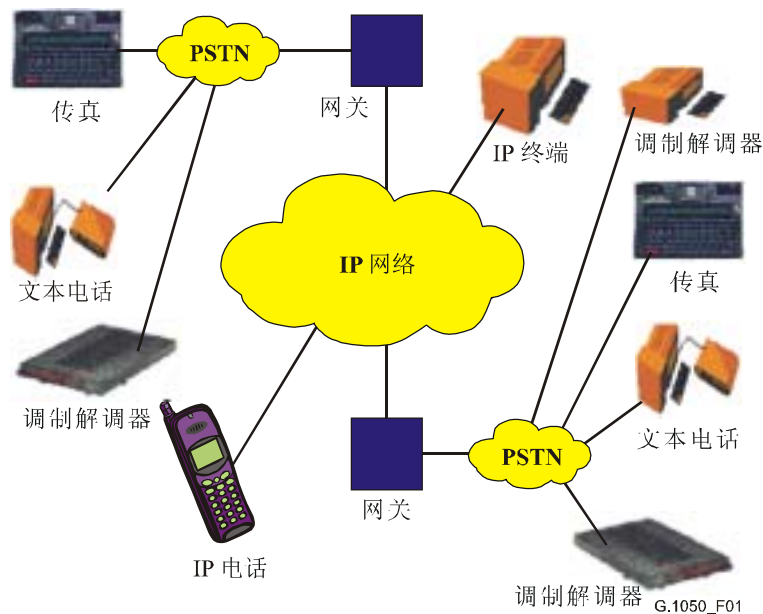 PSTN
传真
网关
IP 终端
调制解调器
文本电话
IP 网络
传真
调制解调器
文本电话
PSTN
网关
IP 电话
调制解调器
G.1050_F01